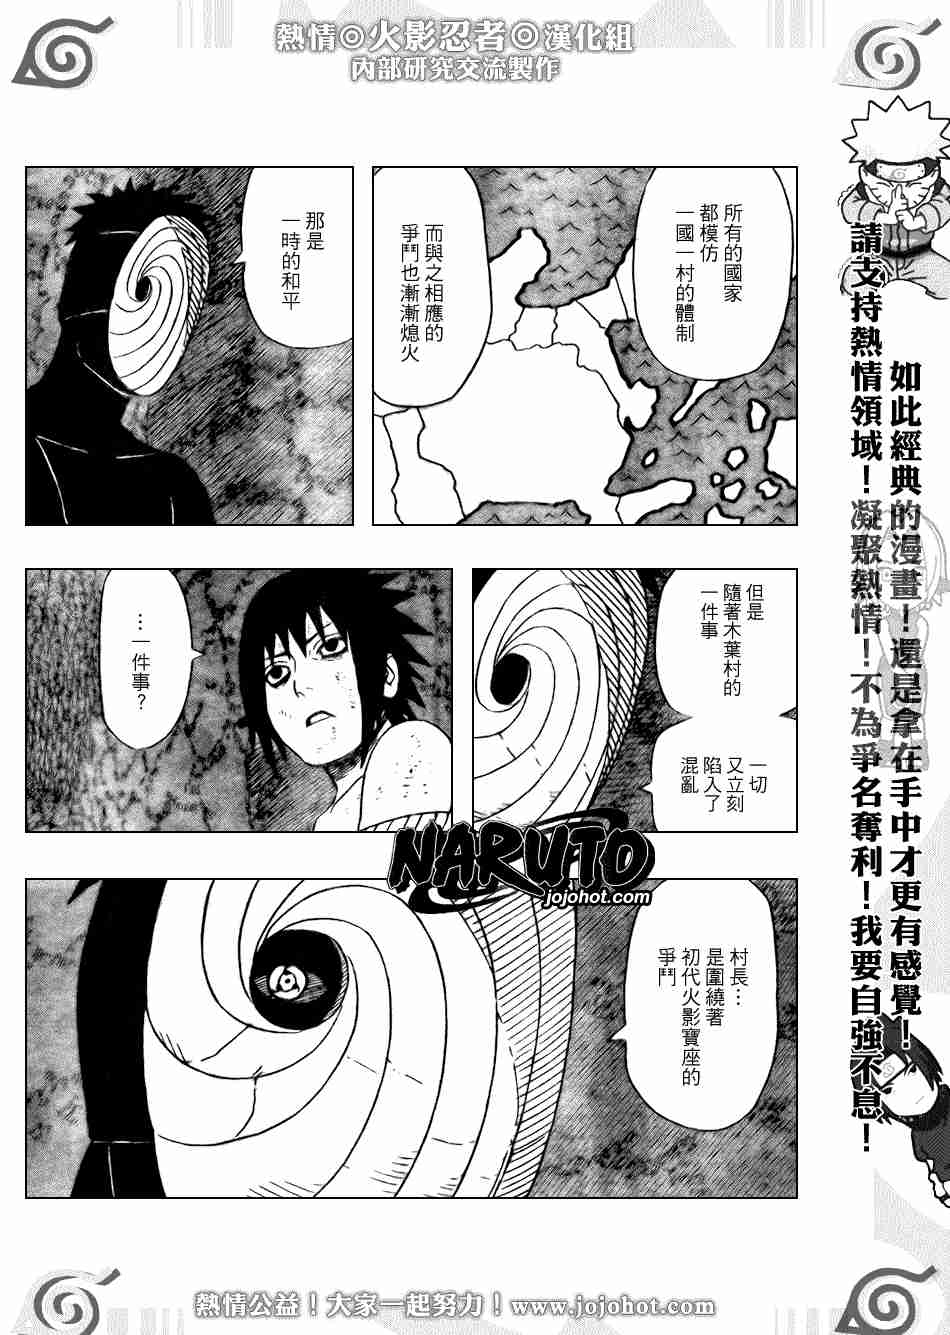 熱情◎火影忍者◎漢化組
內部研究交流製作
所有的國家
都模仿
一國一村的體制
而與之相應的
爭鬥也漸漸熄火
那是
一時的和平
但是
隨著木葉村的
一件事
一切
又立刻
陷入了
混亂
…一件事?
NARUTO
jojohot.com
村長…
是圍繞著
初代火影寶座的
爭鬥
如此經典的漫畫!還是拿在手中才更有感覺!
請支持熱情領域!凝聚熱情!不為爭名奪利!我要自強不息!
熱情公益!大家一起努力!www.jojohot.com